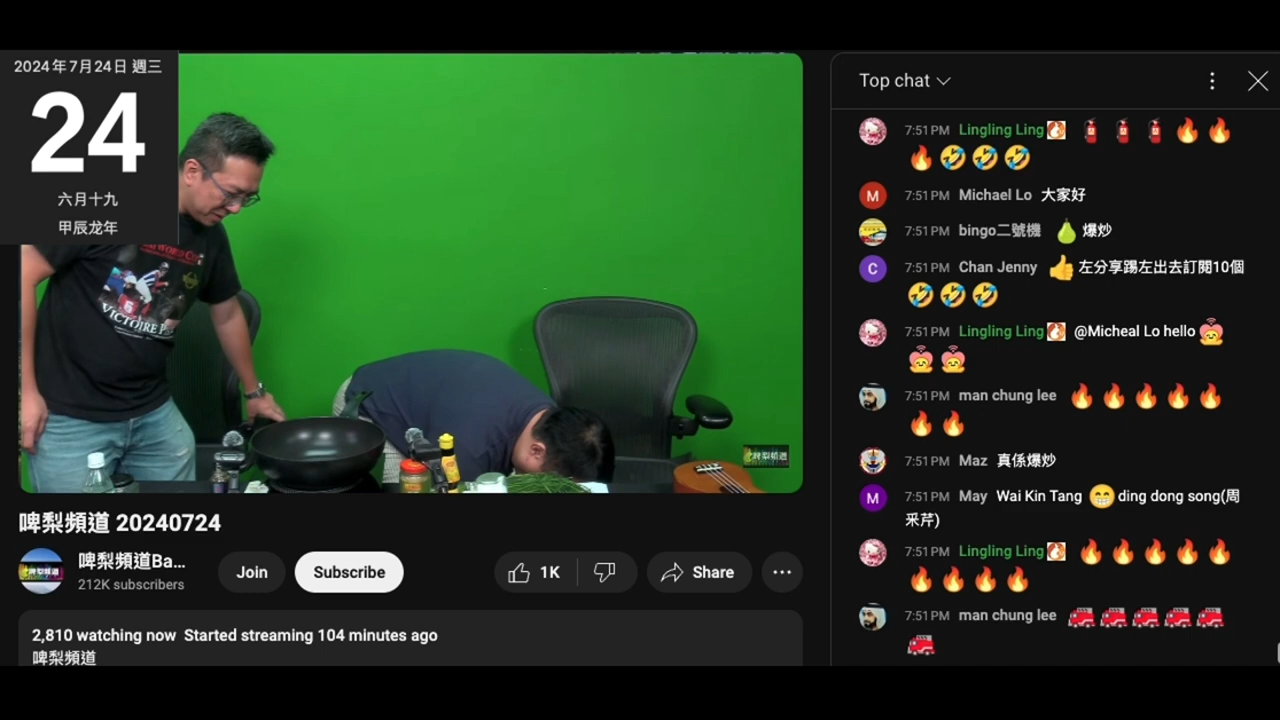 2024年7月24日 週三
24
六月十九
甲辰龙年
VICTOIRE P
啤梨頻道
啤梨頻道 20240724
啤梨頻道Ba...
212K subscribers
Join
Subscribe
1K
Share
2,810 watching now Started streaming 104 minutes ago
啤梨頻道
Top chat
7:51 PM Lingling Ling 🧯🧯🧯🔥🔥
🔥🤣🤣🤣
M 7:51 PM Michael Lo 大家好
7:51 PM bingo二號機 🍐爆炒
C 7:51 PM Chan Jenny 👍左分享踢左出去訂閱10個
🤣🤣🤣
7:51 PM Lingling Ling @Micheal Lo hello
7:51 PM man chung lee 🔥🔥🔥🔥🔥
🔥🔥
7:51 PM Maz 真係爆炒
M 7:51 PM May Wai Kin Tang 😁ding dong song(周
采芹)
7:51 PM Lingling Ling 🔥🔥🔥🔥🔥
🔥🔥🔥🔥
7:51 PM man chung lee 🚒🚒🚒🚒🚒
🚒